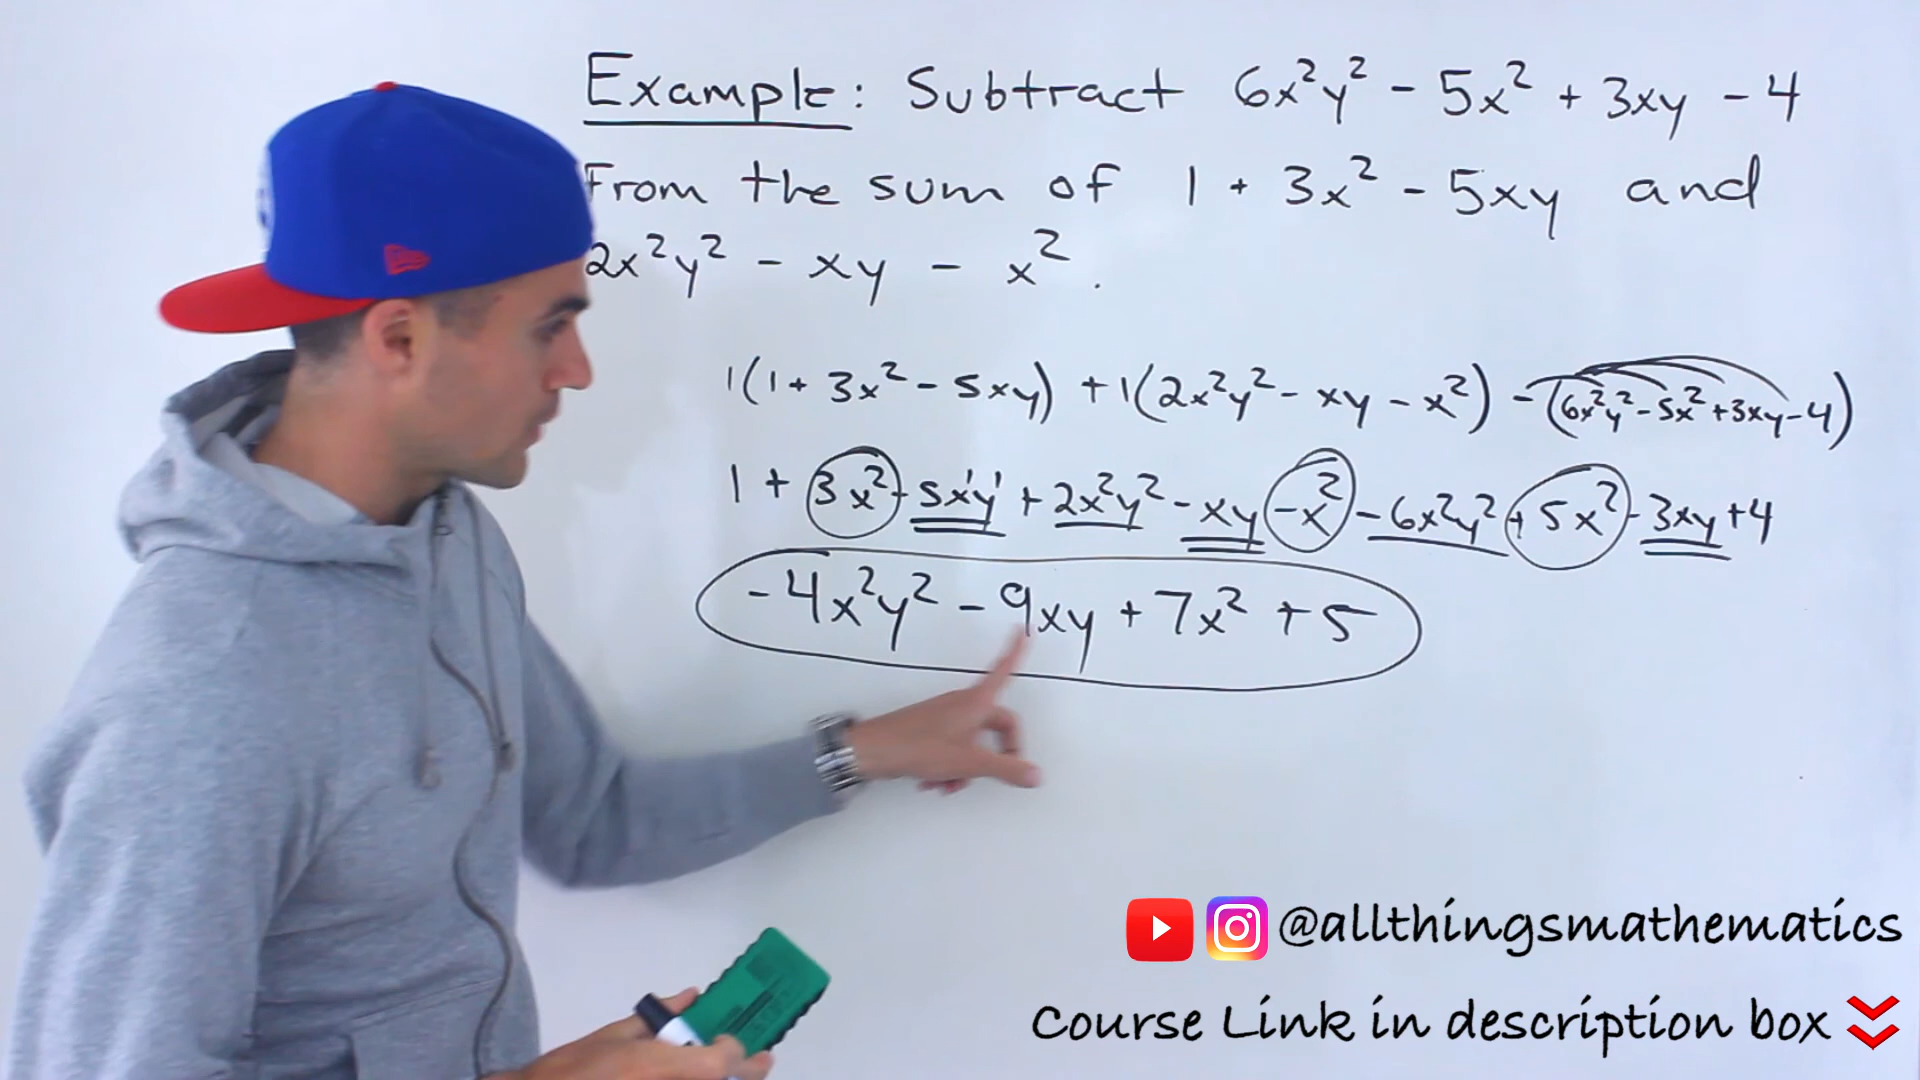 Example: Subtract 6x²y² - 5x² + 3xy - 4
From the sum of 1 + 3x² - 5xy and
2x²y² - xy - x².
1(1 + 3x² - 5xy) + 1(2x²y² - xy - x²) - (6x²y² - 5x² + 3xy - 4)
1 + 3x² - 5x'y' + 2x²y² - xy - x² - 6x²y² + 5x² - 3xy + 4
-4x²y² - 9xy + 7x² + 5
@allthingsmathematics
Course Link in description box